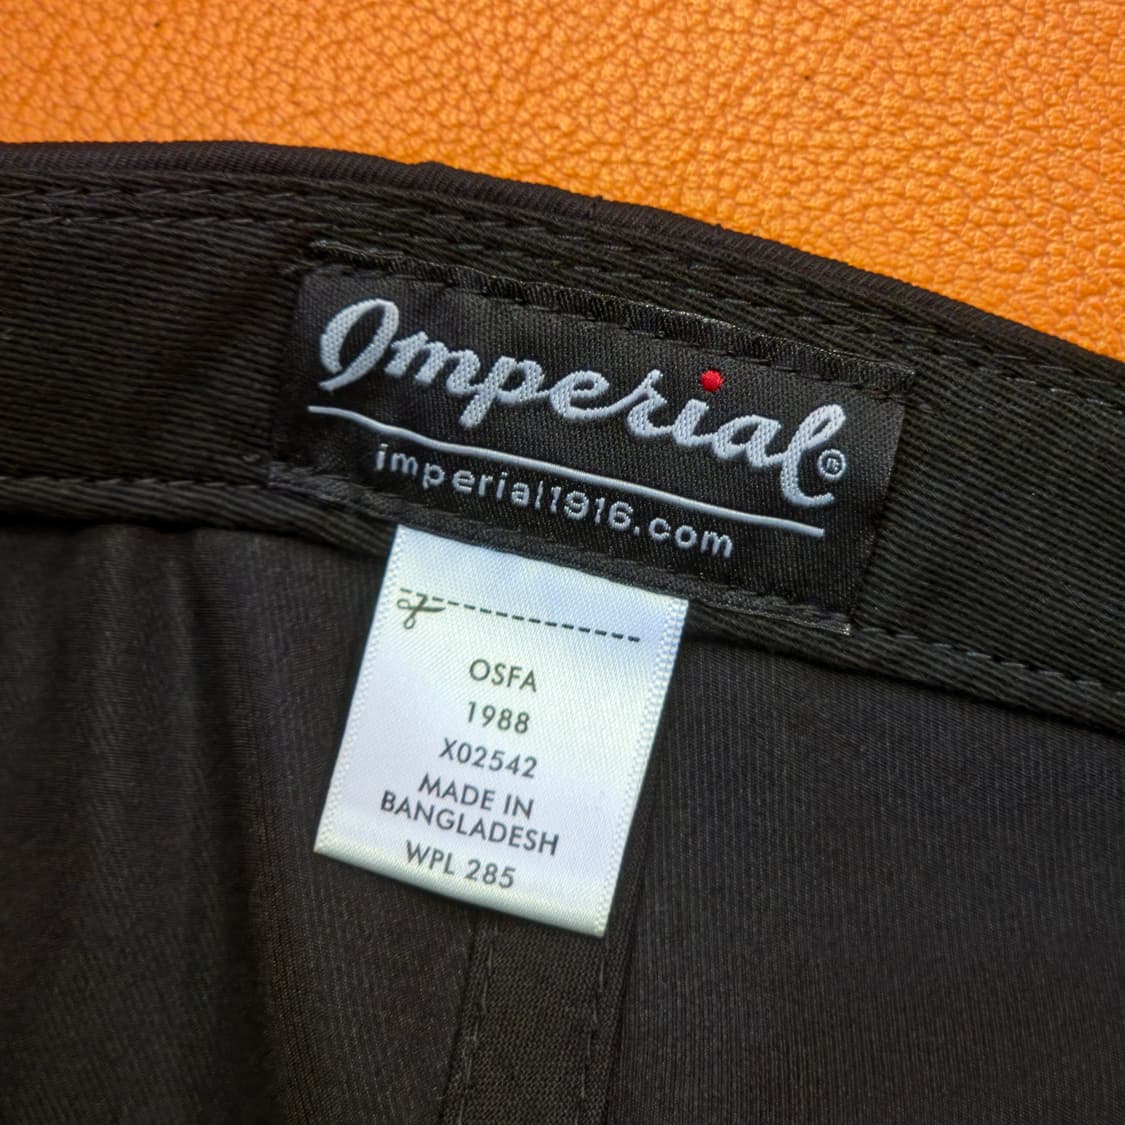 Imperial®
imperial1916.com
OSFA
1988
X02542
MADE IN
BANGLADESH
WPL 285